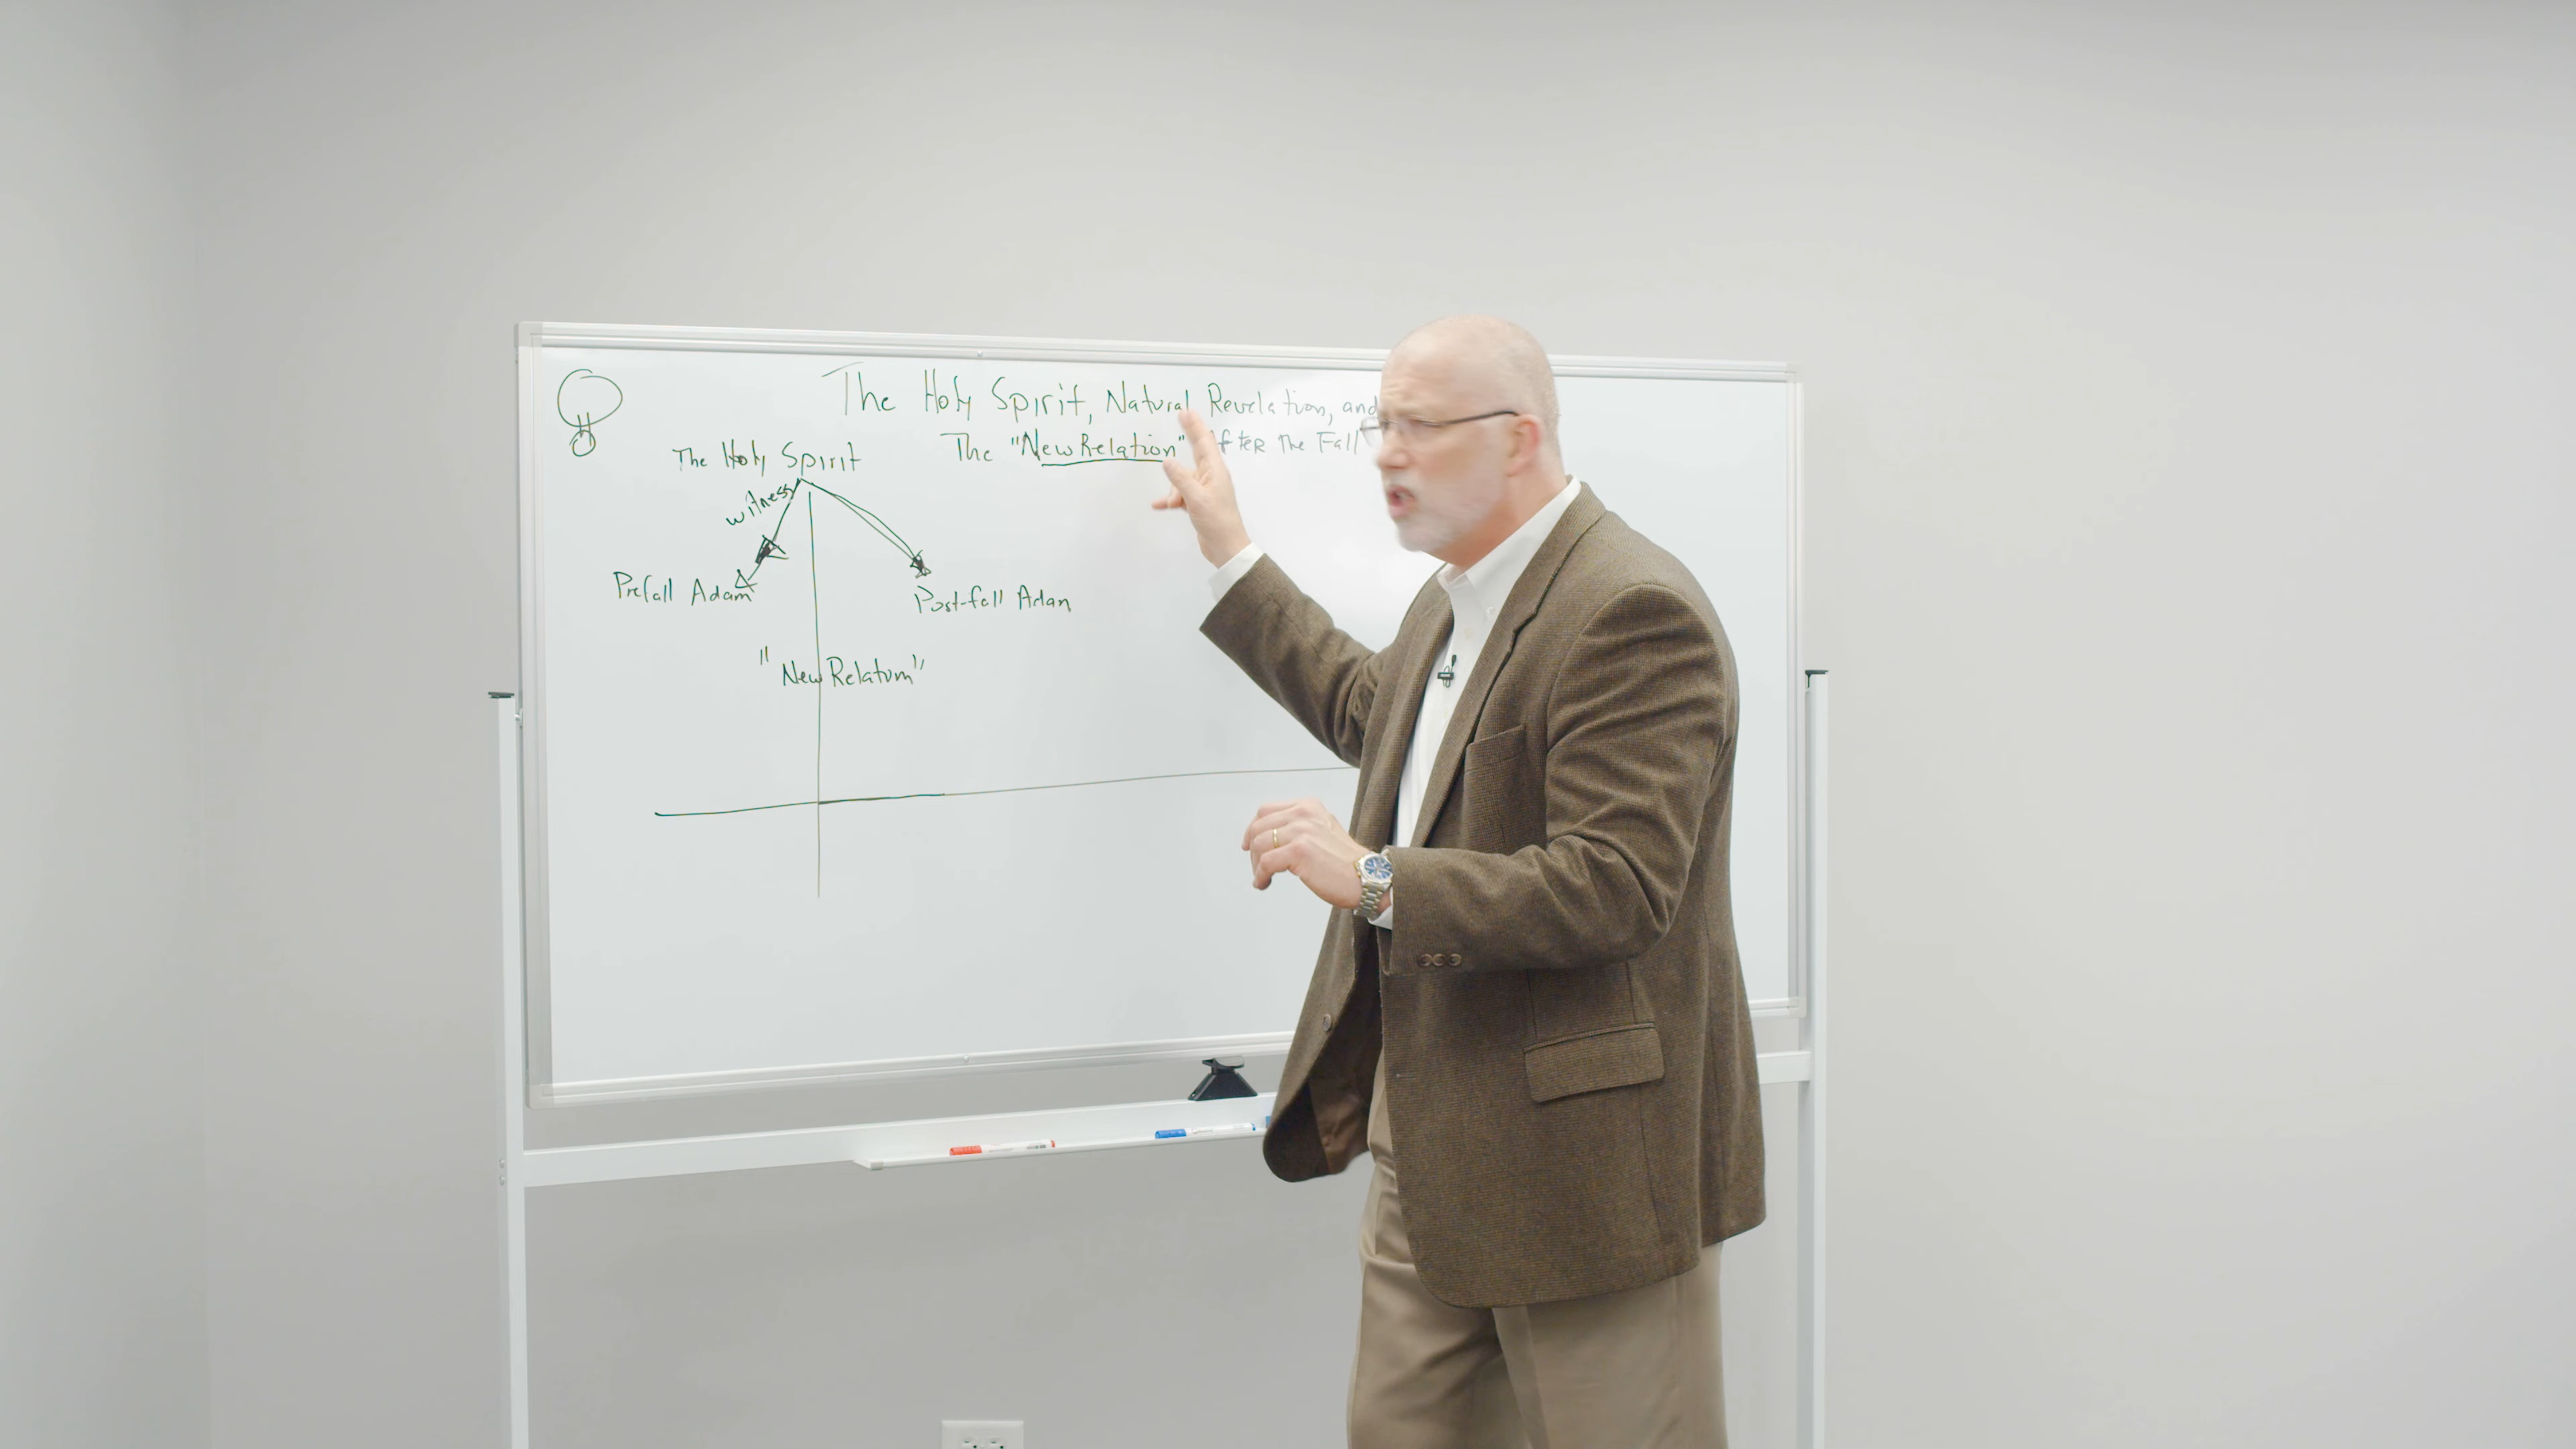 The Holy Spirit, Natural Revelation, and
The "New Relation" After the Fall
The Holy Spirit
witness
Prefall Adam
Post-fall Adam
"New Relation"